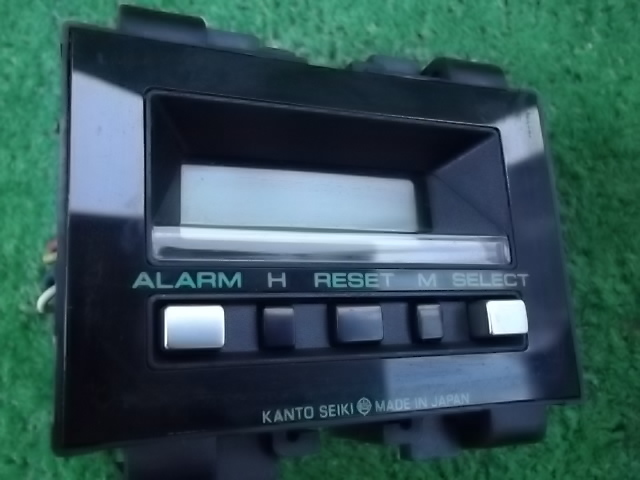 ALARM H RESET M SELECT
KANTO SEIKI MADE IN JAPAN